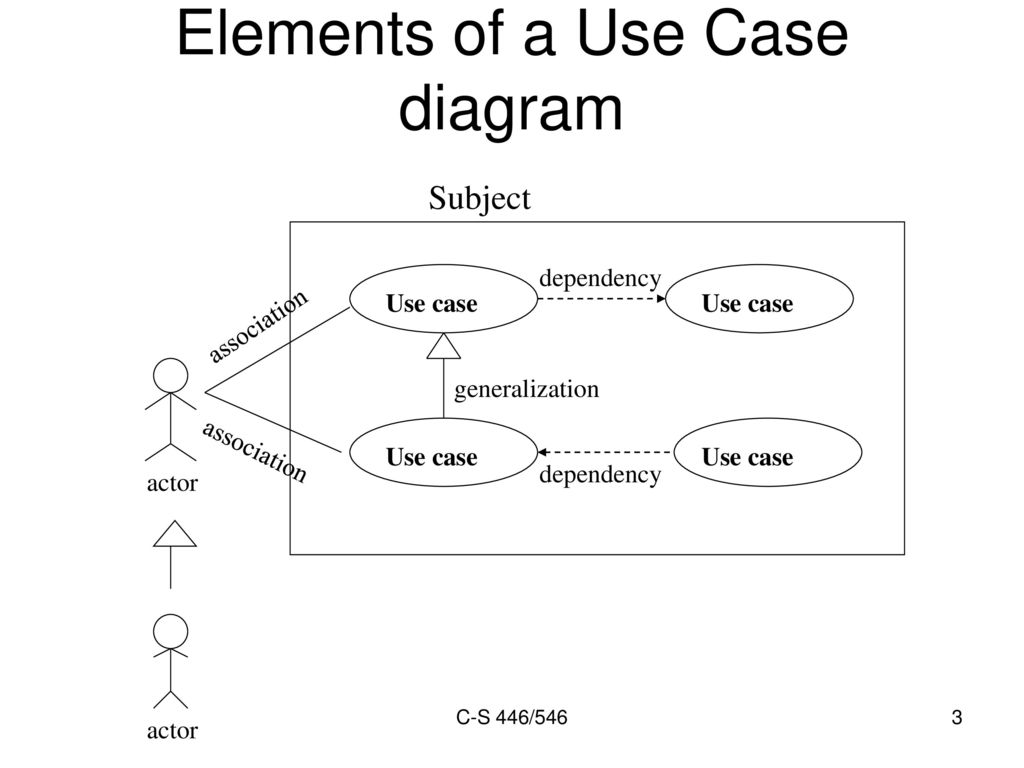 Elements of a Use Case
diagram
Subject
dependency
Use case
Use case
association
generalization
association
Use case
Use case
dependency
actor
actor
C-S 446/546
3